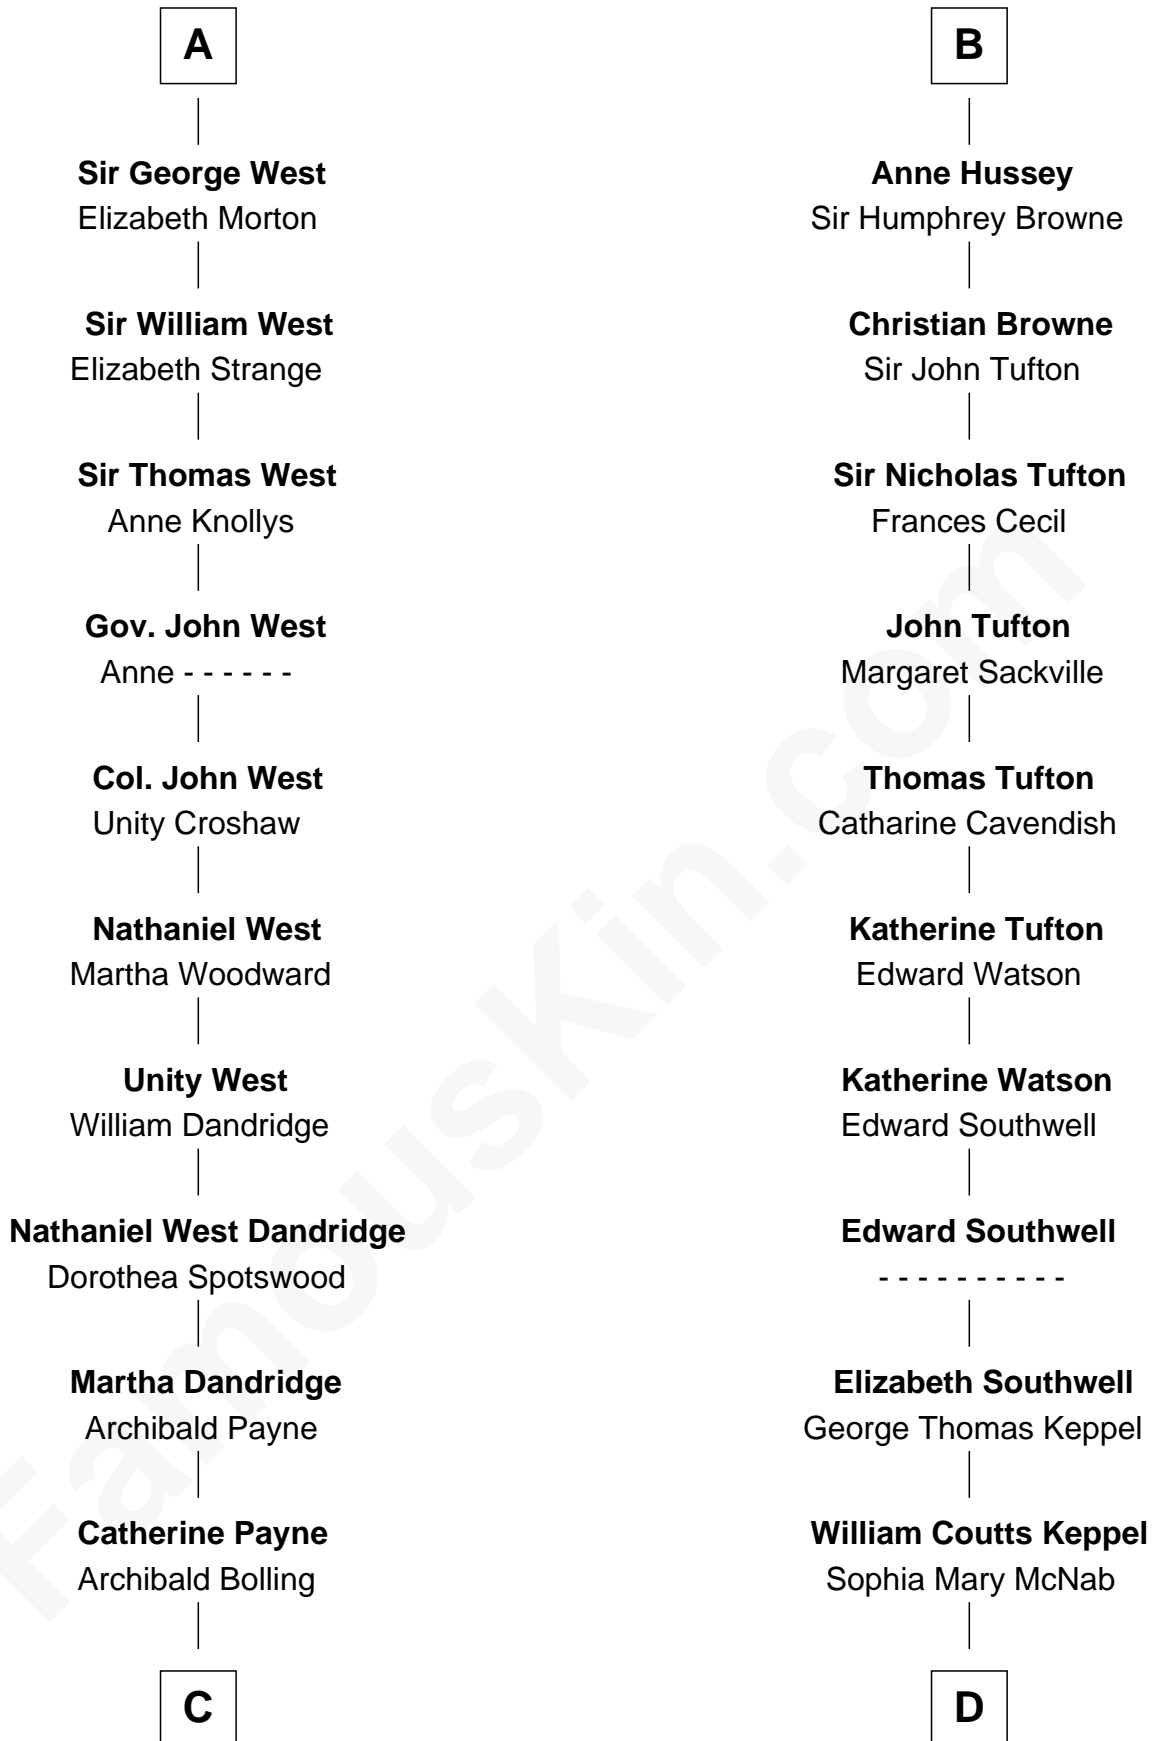 A
Sir George West
Elizabeth Morton
Sir William West
Elizabeth Strange
Sir Thomas West
Anne Knollys
Gov. John West
Anne - - - - - -
Col. John West
Unity Croshaw
Nathaniel West
Martha Woodward
Unity West
William Dandridge
Nathaniel West Dandridge
Dorothea Spotswood
Martha Dandridge
Archibald Payne
Catherine Payne
Archibald Bolling
C
B
Anne Hussey
Sir Humphrey Browne
Christian Browne
Sir John Tufton
Sir Nicholas Tufton
Frances Cecil
John Tufton
Margaret Sackville
Thomas Tufton
Catharine Cavendish
Katherine Tufton
Edward Watson
Katherine Watson
Edward Southwell
Edward Southwell
- - - - - - - - - -
Elizabeth Southwell
George Thomas Keppel
William Coutts Keppel
Sophia Mary McNab
D
FamousKin.com